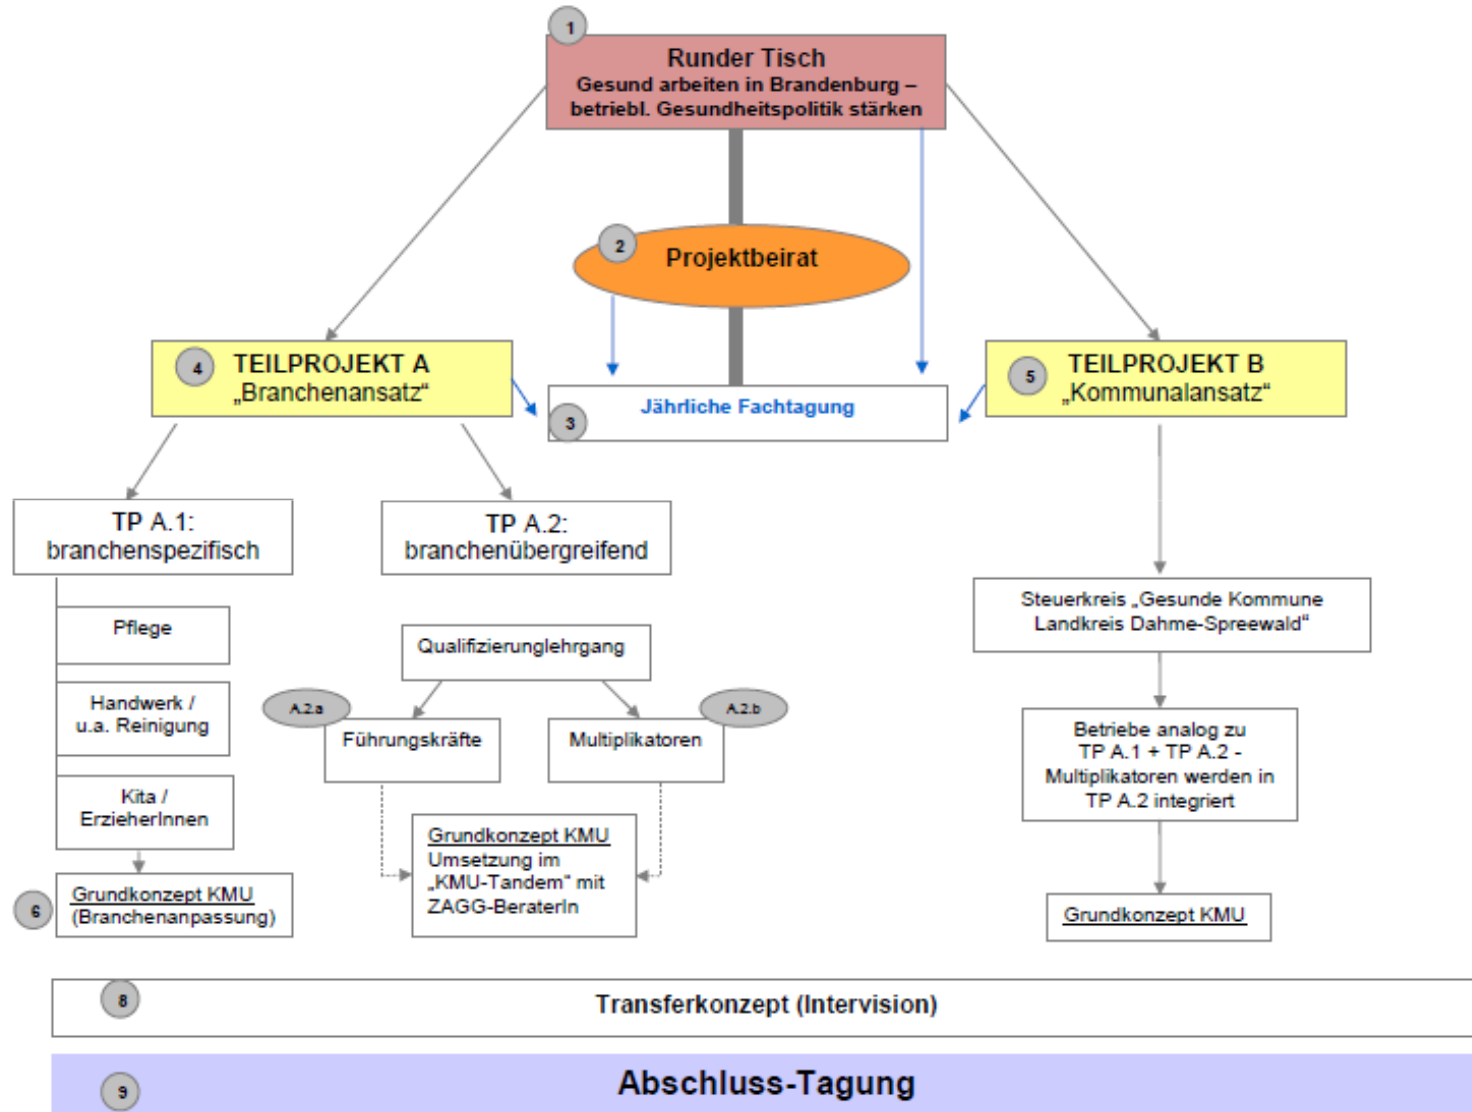 1
Runder Tisch
Gesund arbeiten in Brandenburg –
betriebl. Gesundheitspolitik stärken
2
Projektbeirat
4
TEILPROJEKT A
„Branchenansatz“
3
Jährliche Fachtagung
5
TEILPROJEKT B
„Kommunalansatz“
TP A.1:
branchenspezifisch
TP A.2:
branchenübergreifend
Pflege
Handwerk /
u.a. Reinigung
Kita /
ErzieherInnen
6
Grundkonzept KMU
(Branchenanpassung)
Qualifizierunglehrgang
A.2.a
Führungskräfte
A.2.b
Multiplikatoren
Grundkonzept KMU
Umsetzung im
„KMU-Tandem“ mit
ZAGG-BeraterIn
Steuerkreis „Gesunde Kommune
Landkreis Dahme-Spreewald“
Betriebe analog zu
TP A.1 + TP A.2 -
Multiplikatoren werden in
TP A.2 integriert
Grundkonzept KMU
8
Transferkonzept (Intervision)
9
Abschluss-Tagung